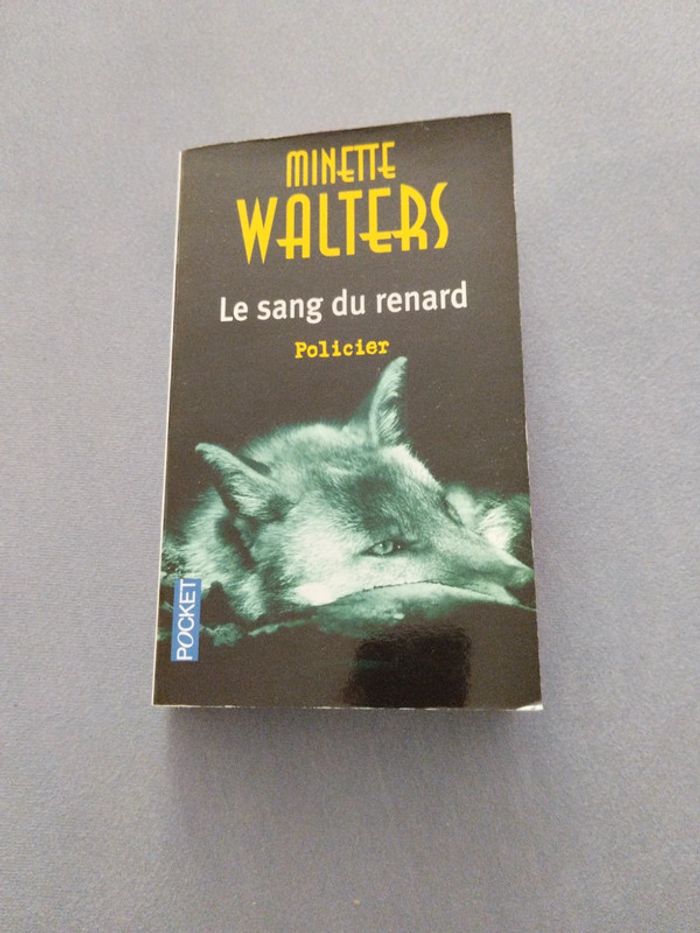 MINETTE
WALTERS
Le sang du renard
Policier
POCKET